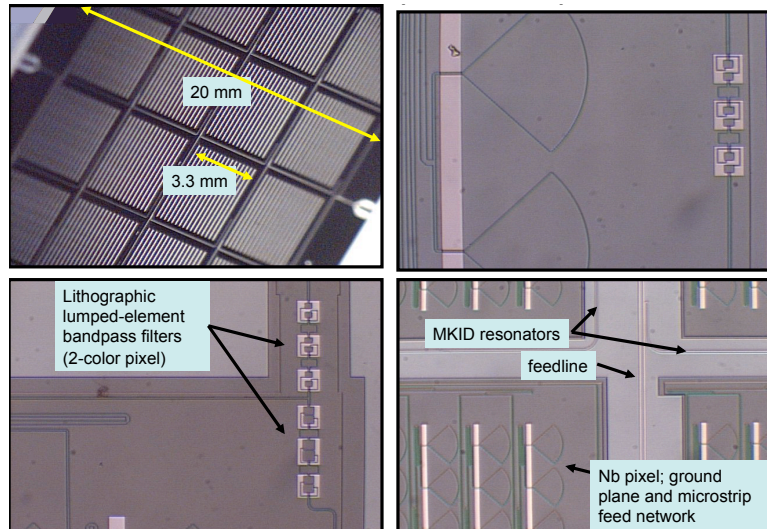 20 mm
3.3 mm
Lithographic
lumped-element
bandpass filters
(2-color pixel)
MKID resonators
feedline
Nb pixel; ground
plane and microstrip
feed network